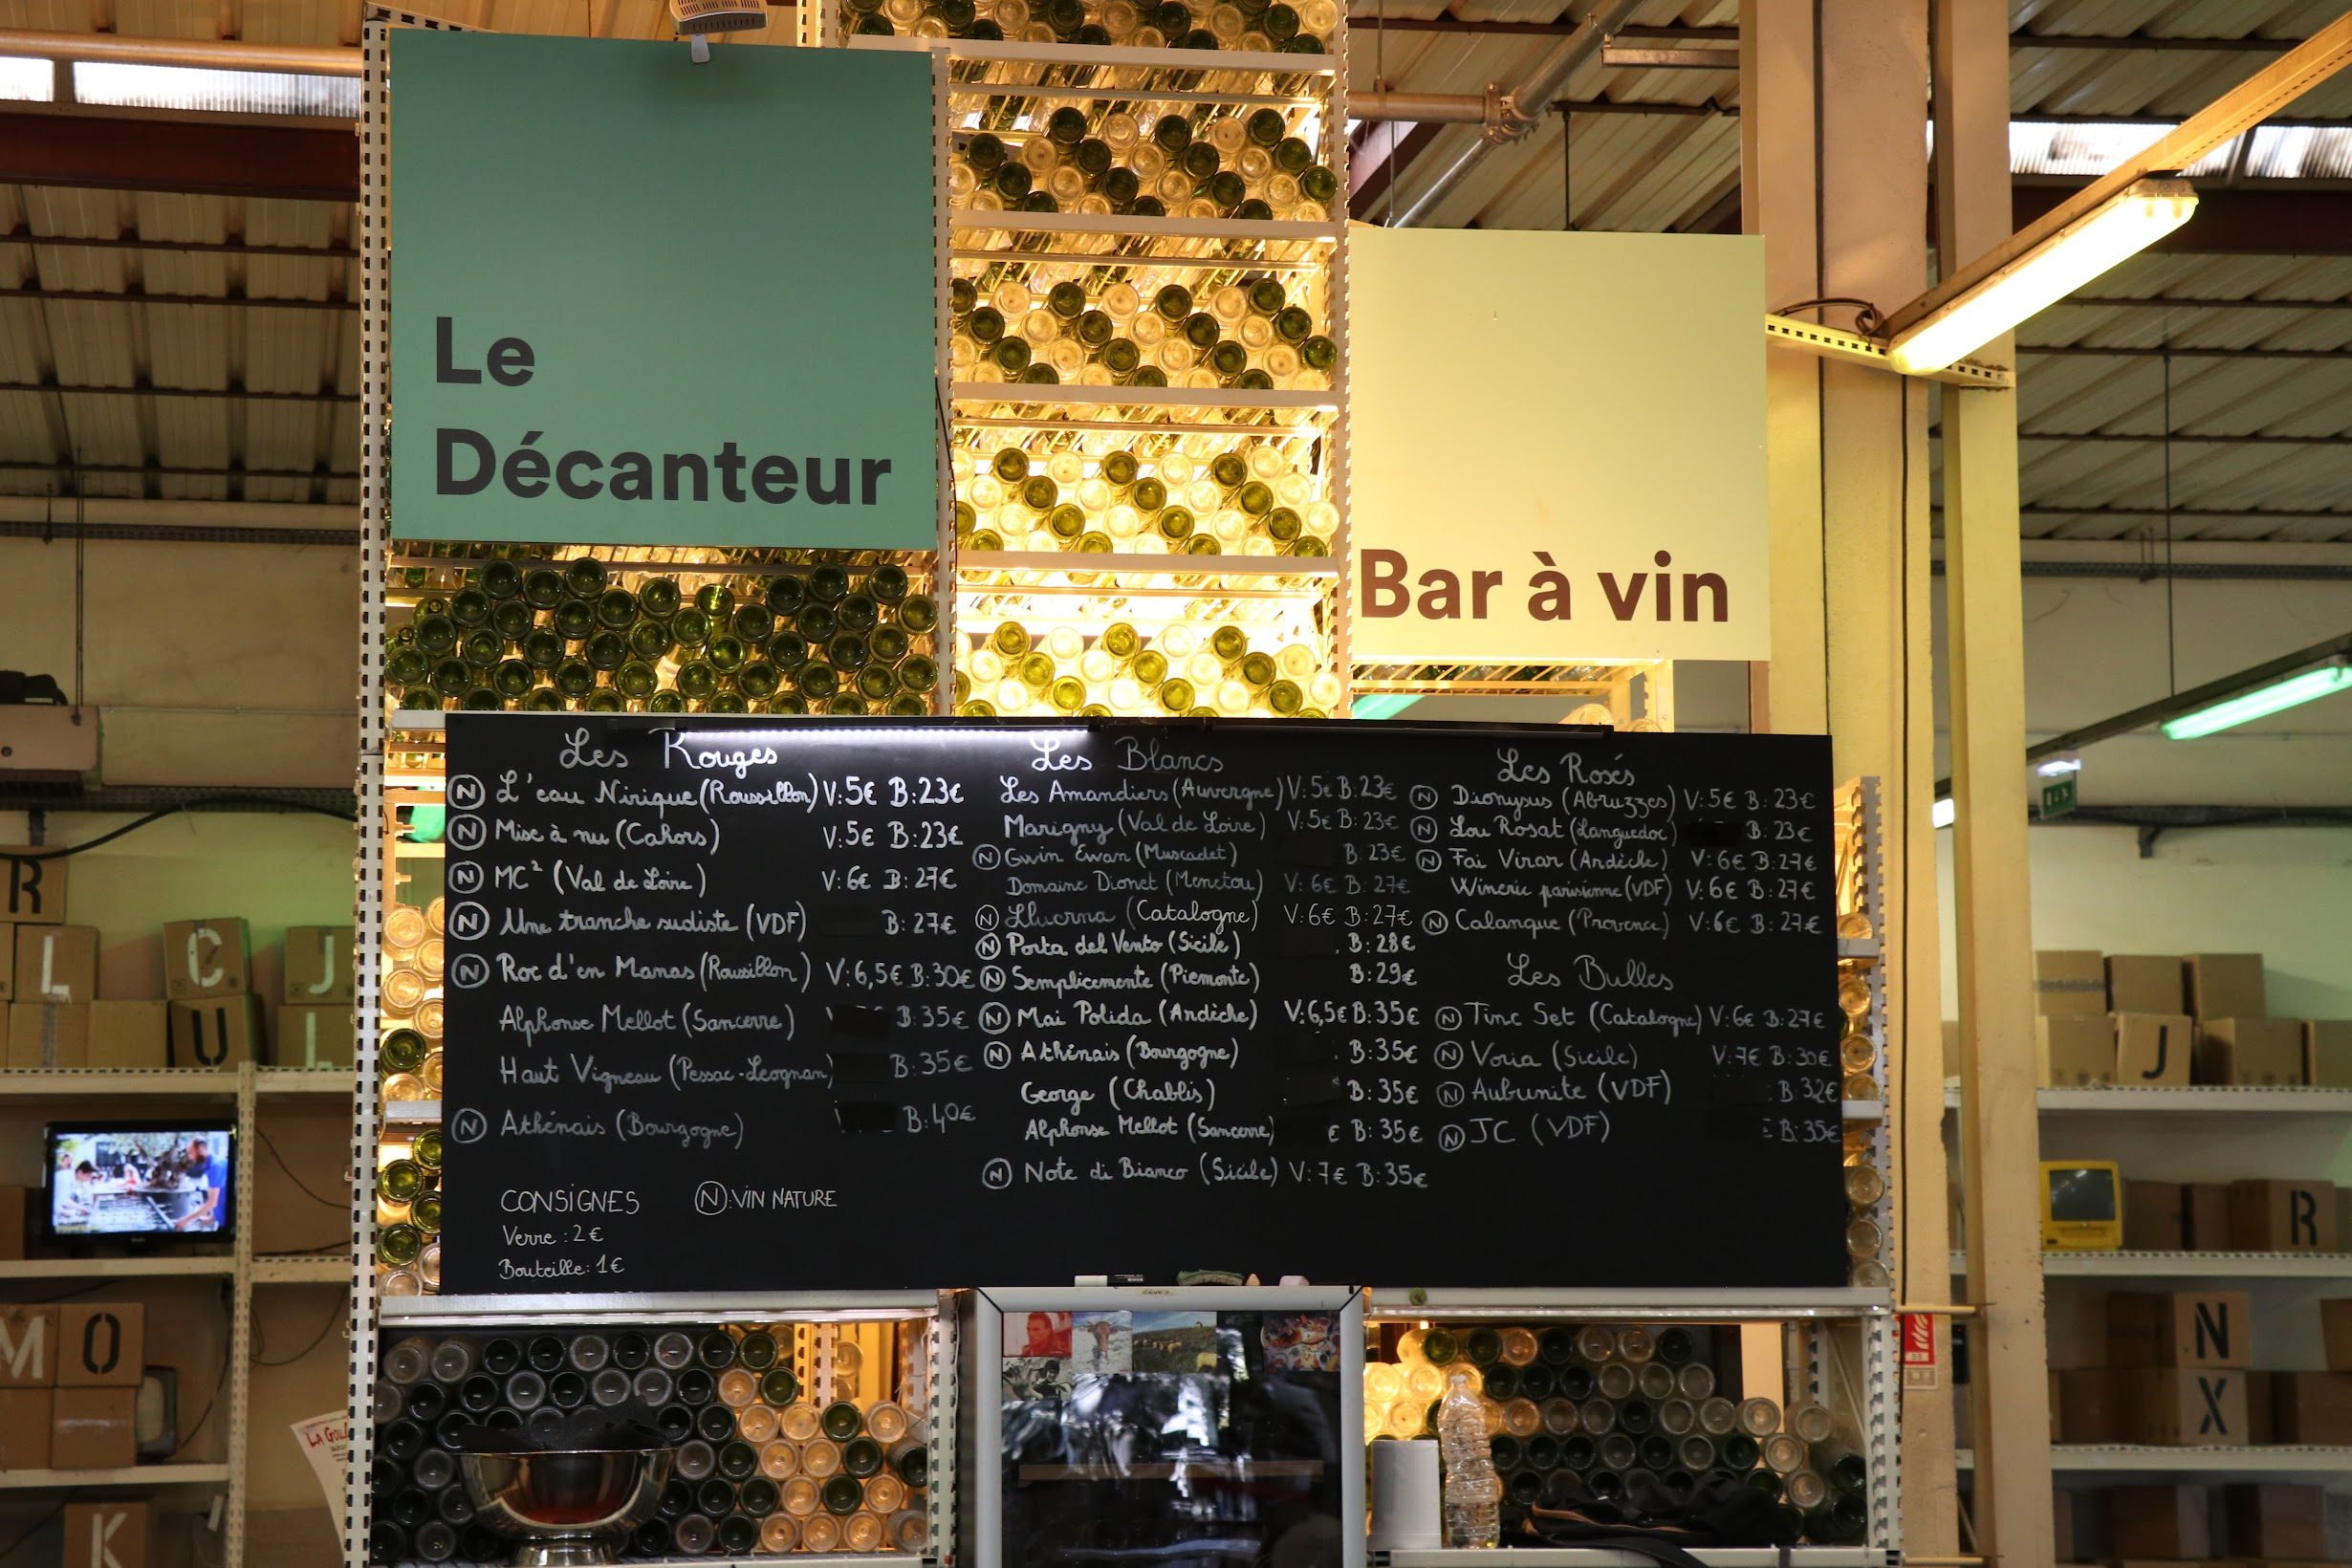 Le
Décanteur
Bar à vin
Les Rouges
Ⓝ L'eau Nirique (Roussillon) V:5€ B:23€
Ⓝ Mise à nu (Cahors) V:5€ B:23€
Ⓝ MC² (Val de Loire) V:6€ B:27€
Ⓝ Une tranche sudiste (VDF) B:27€
Ⓝ Roc d'en Manas (Roussillon) V:6,5€ B:30€
Alphonse Mellot (Sancerre) B:35€
Haut Vigneau (Pessac-Leognan) B:35€
Ⓝ Athénais (Bourgogne) B:40€
CONSIGNES
Verre : 2€
Bouteille: 1€
Ⓝ: VIN NATURE
Les Blancs
Les Amandiers (Auvergne) V:5€ B:23€
Marigny (Val de Loire) V:5€ B:23€
Ⓝ Gwin Ewan (Muscadet) B:23€
Domaine Dionet (Menetou) V:6€ B:27€
Ⓝ Llucrna (Catalogne) V:6€ B:27€
Ⓝ Porta del Vento (Sicile) B:28€
Ⓝ Semplicemente (Piemonte) B:29€
Ⓝ Mai Polida (Ardèche) V:6,5€ B:35€
Ⓝ Athénais (Bourgogne) B:35€
George (Chablis) B:35€
Alphonse Mellot (Sancerre) € B:35€
Ⓝ Note di Bianco (Sicile) V:7€ B:35€
Les Rosés
Ⓝ Dionysus (Abruzzes) V:5€ B:23€
Ⓝ Lou Rosat (Languedoc) B:23€
Ⓝ Fai Virar (Ardèche) V:6€ B:27€
Winerie parisienne (VDF) V:6€ B:27€
Ⓝ Calanque (Provence) V:6€ B:27€
Les Bulles
Ⓝ Tinc Set (Catalogne) V:6€ B:27€
Ⓝ Voria (Sicile) V:7€ B:30€
Ⓝ Aubunite (VDF) B:32€
Ⓝ JC (VDF) € B:35€
R
L
C
J
U
L
M
O
K
J
R
N
X